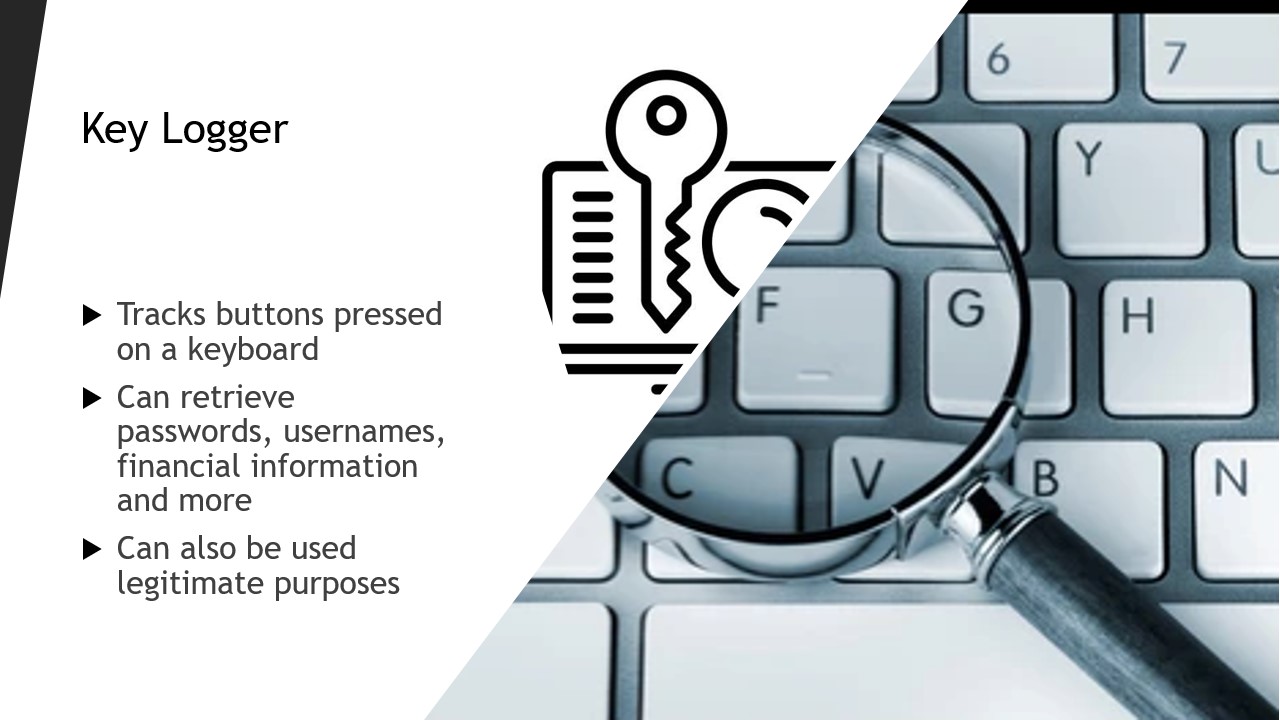 Key Logger
Tracks buttons pressed
on a keyboard
Can retrieve
passwords, usernames,
financial information
and more
Can also be used
legitimate purposes
6 7
Y U
F G H
C V B N